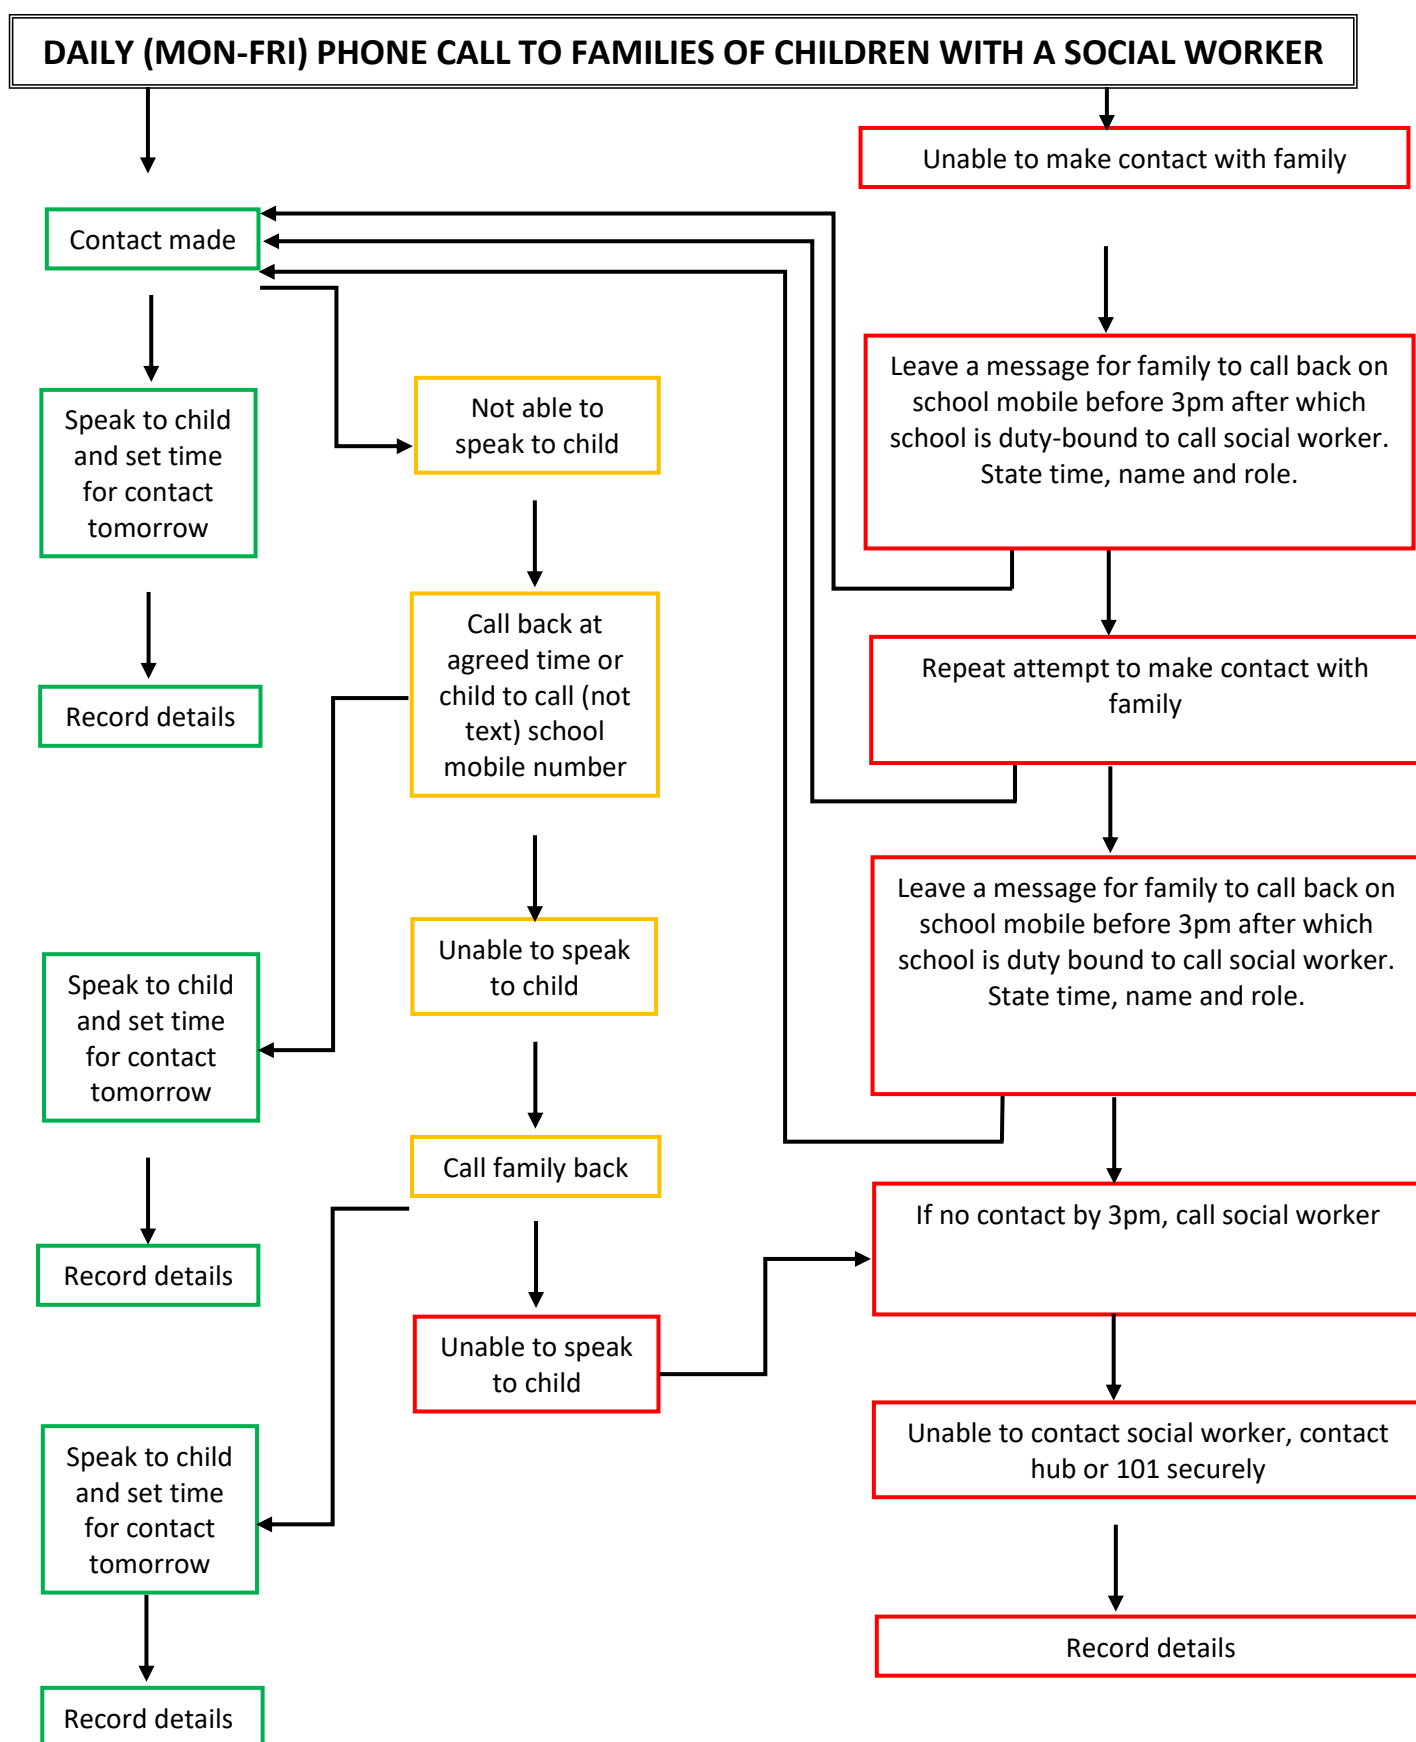 DAILY (MON-FRI) PHONE CALL TO FAMILIES OF CHILDREN WITH A SOCIAL WORKER
Unable to make contact with family
Contact made
Leave a message for family to call back on
school mobile before 3pm after which
school is duty-bound to call social worker.
State time, name and role.
Speak to child
and set time
for contact
tomorrow
Not able to
speak to child
Call back at
agreed time or
child to call (not
text) school
mobile number
Record details
Repeat attempt to make contact with
family
Leave a message for family to call back on
school mobile before 3pm after which
school is duty bound to call social worker.
State time, name and role.
Unable to speak
to child
Speak to child
and set time
for contact
tomorrow
Call family back
If no contact by 3pm, call social worker
Record details
Unable to speak
to child
Unable to contact social worker, contact
hub or 101 securely
Speak to child
and set time
for contact
tomorrow
Record details
Record details